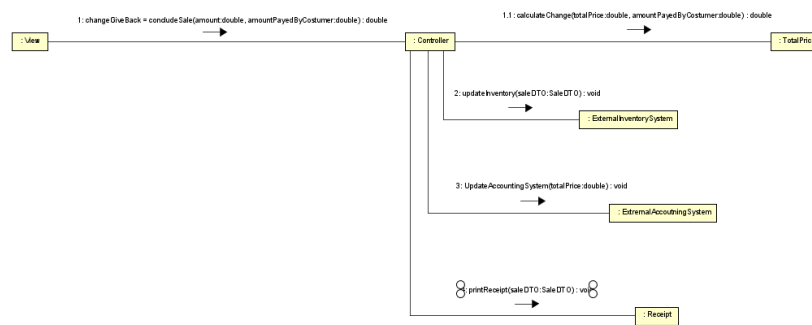 1: changeGiveBack = concludeSale(amount:double, amountPayedByCostumer:double) : double
1.1: calculateChange(totalPrice:double, amountPayedByCostumer:double) : double
: View
: Controller
: TotalPric
2: updateInventory(saleDTO:SaleDTO) : void
: ExternalInventorySystem
3: UpdateAccountingSystem(totalPrice:double) : void
: ExtrernalAccoutningSystem
printReceipt(saleDTO:SaleDTO) : void
: Receipt